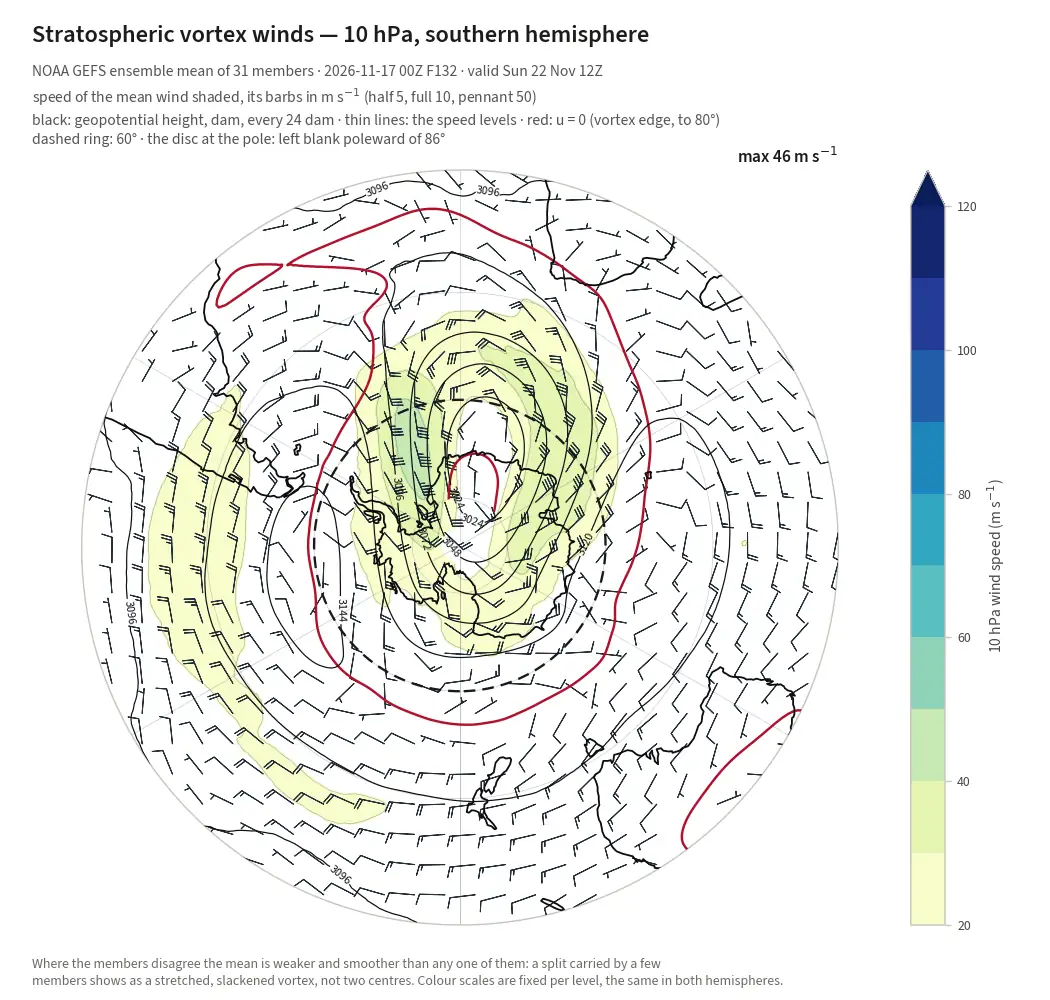 Stratospheric vortex winds — 10 hPa, southern hemisphere
NOAA GEFS ensemble mean of 31 members · 2026-11-17 00Z F132 · valid Sun 22 Nov 12Z
speed of the mean wind shaded, its barbs in m s⁻¹ (half 5, full 10, pennant 50)
black: geopotential height, dam, every 24 dam · thin lines: the speed levels · red: u = 0 (vortex edge, to 80°)
dashed ring: 60° · the disc at the pole: left blank poleward of 86°
max 46 m s⁻¹
3096
3096
120
100
80
60
40
20
10 hPa wind speed (m s⁻¹)
3024
3048
3096
3144
3096
Where the members disagree the mean is weaker and smoother than any one of them: a split carried by a few
members shows as a stretched, slackened vortex, not two centres. Colour scales are fixed per level, the same in both hemispheres.